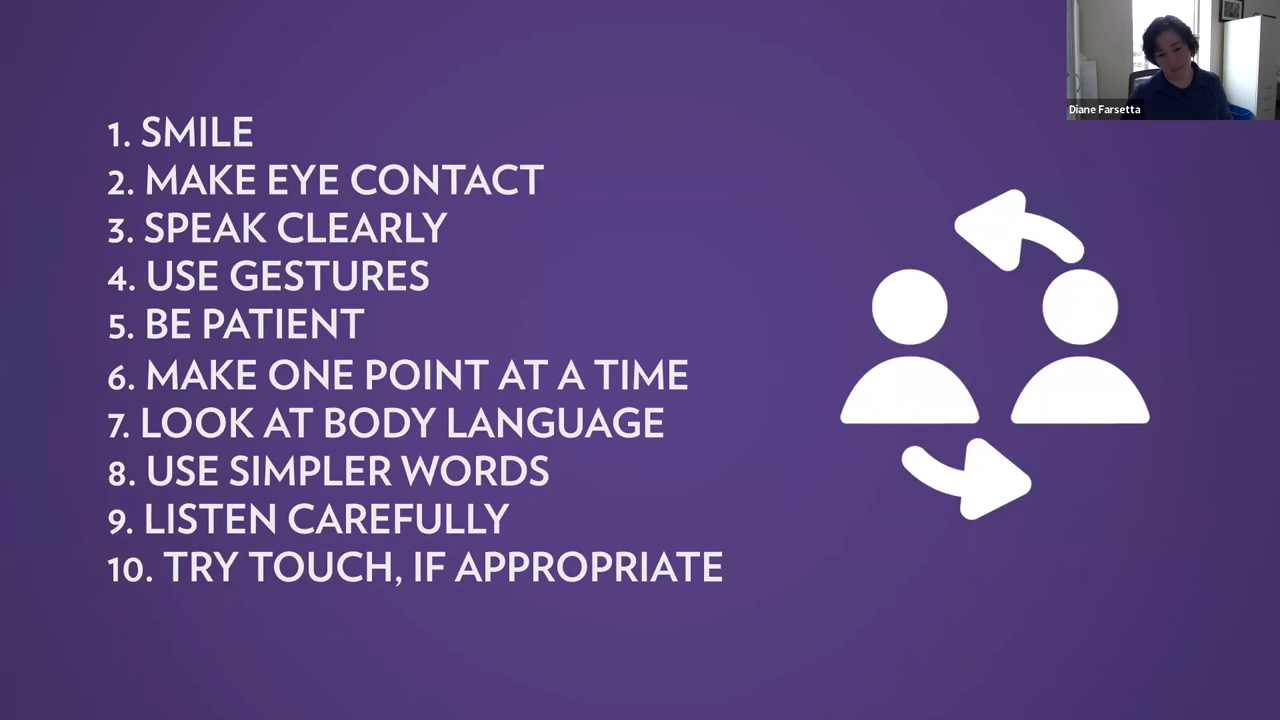 1. SMILE
2. MAKE EYE CONTACT
3. SPEAK CLEARLY
4. USE GESTURES
5. BE PATIENT
6. MAKE ONE POINT AT A TIME
7. LOOK AT BODY LANGUAGE
8. USE SIMPLER WORDS
9. LISTEN CAREFULLY
10. TRY TOUCH, IF APPROPRIATE
Diane Farsetta